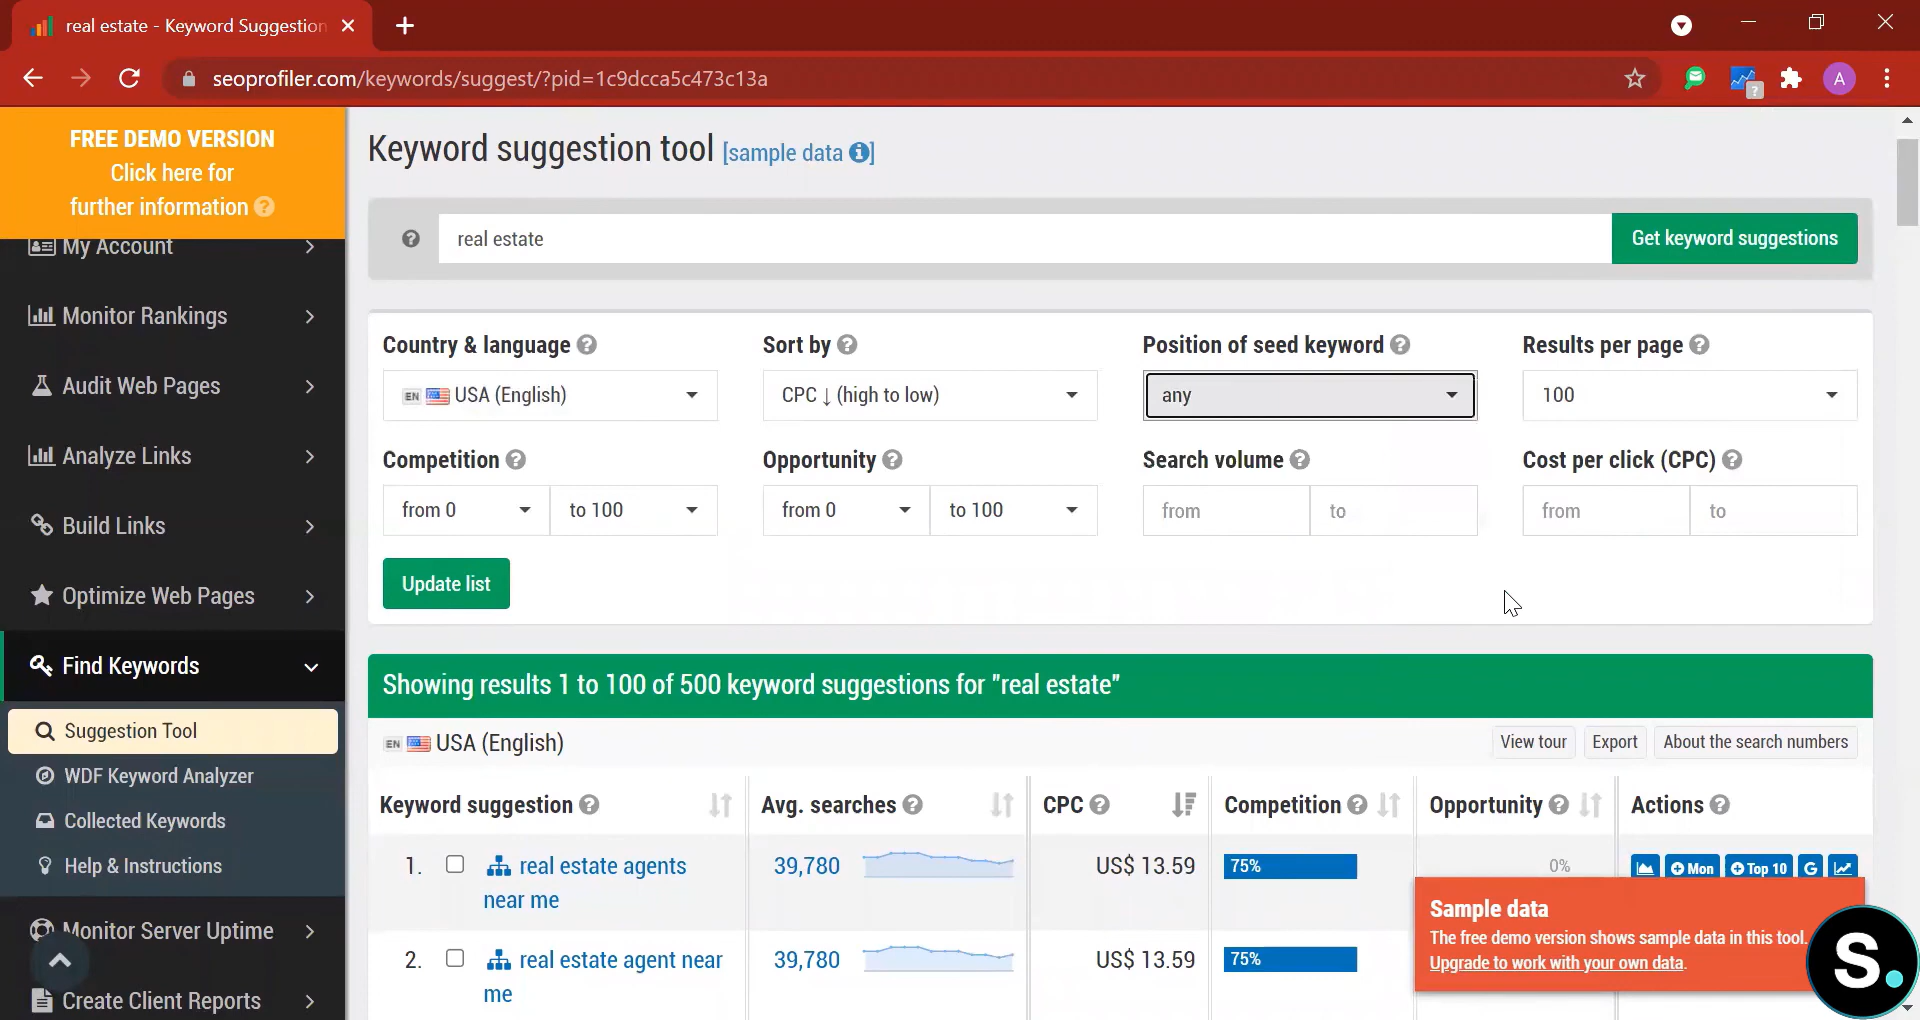 real estate - Keyword Suggestion
seoprofiler.com/keywords/suggest/?pid=1c9dcca5c473c13a
A
?
FREE DEMO VERSION
Click here for
further information ?
My Account
Monitor Rankings
Audit Web Pages
Analyze Links
Build Links
Optimize Web Pages
Find Keywords
Suggestion Tool
WDF Keyword Analyzer
Collected Keywords
Help & Instructions
Monitor Server Uptime
Create Client Reports
Keyword suggestion tool [sample data i]
? real estate Get keyword suggestions
Country & language ? Sort by ? Position of seed keyword ? Results per page ?
EN USA (English) CPC ↓ (high to low) any 100
Competition ? Opportunity ? Search volume ? Cost per click (CPC) ?
from 0 to 100 from 0 to 100 from to from to
Update list
Showing results 1 to 100 of 500 keyword suggestions for "real estate"
EN USA (English) View tour Export About the search numbers
Keyword suggestion ? Avg. searches ? CPC ? Competition ? Opportunity ? Actions ?
1. real estate agents near me 39,780 US$ 13.59 75% 0% Mon Top 10 G
2. real estate agent near me 39,780 US$ 13.59 75%
Sample data
The free demo version shows sample data in this tool.
Upgrade to work with your own data.
S.